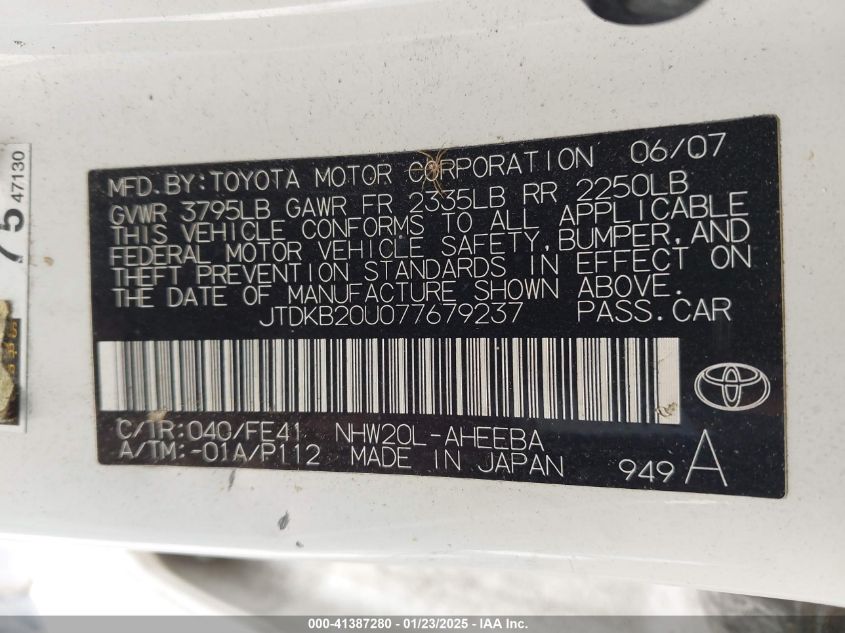 MFD. BY: TOYOTA MOTOR CORPORATION 06/07
GVWR 3795LB GAWR FR 2335LB RR 2250LB
THIS VEHICLE CONFORMS TO ALL APPLICABLE
FEDERAL MOTOR VEHICLE SAFETY, BUMPER, AND
THEFT PREVENTION STANDARDS IN EFFECT ON
THE DATE OF MANUFACTURE SHOWN ABOVE.
JTDKB20U077679237 PASS. CAR
C/TR: 040/FE41 NHW20L-AHEEBA
A/TM: -01A/P112 MADE IN JAPAN 949 A
75
47130
000-41387280 - 01/23/2025 - IAA Inc.